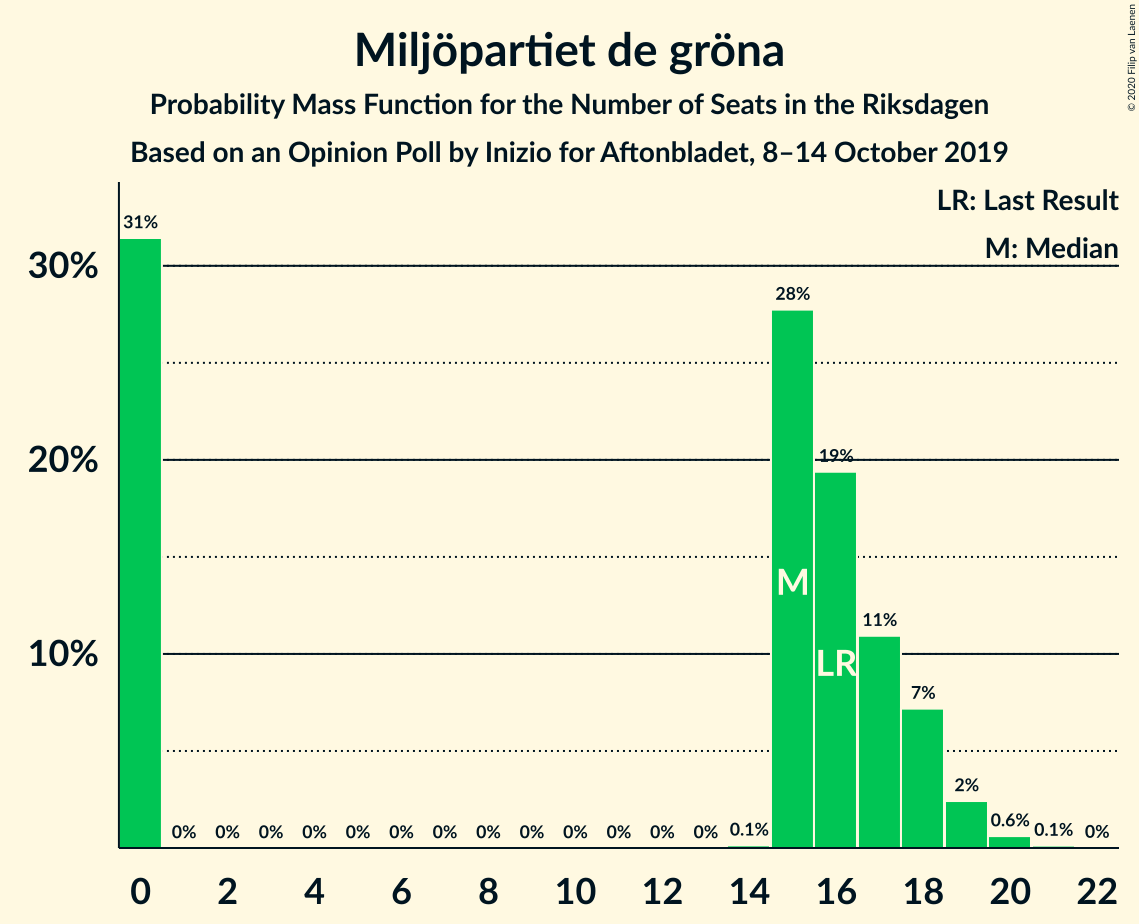 Miljöpartiet de gröna
Probability Mass Function for the Number of Seats in the Riksdagen
Based on an Opinion Poll by Inizio for Aftonbladet, 8–14 October 2019
© 2020 Filip van Laenen
LR: Last Result
M: Median
30%
20%
10%
31%
0%
0%
0%
0%
0%
0%
0%
0%
0%
0%
0%
0%
0%
0.1%
28%
19%
11%
7%
2%
0.6%
0.1%
0%
M
LR
0 2 4 6 8 10 12 14 16 18 20 22